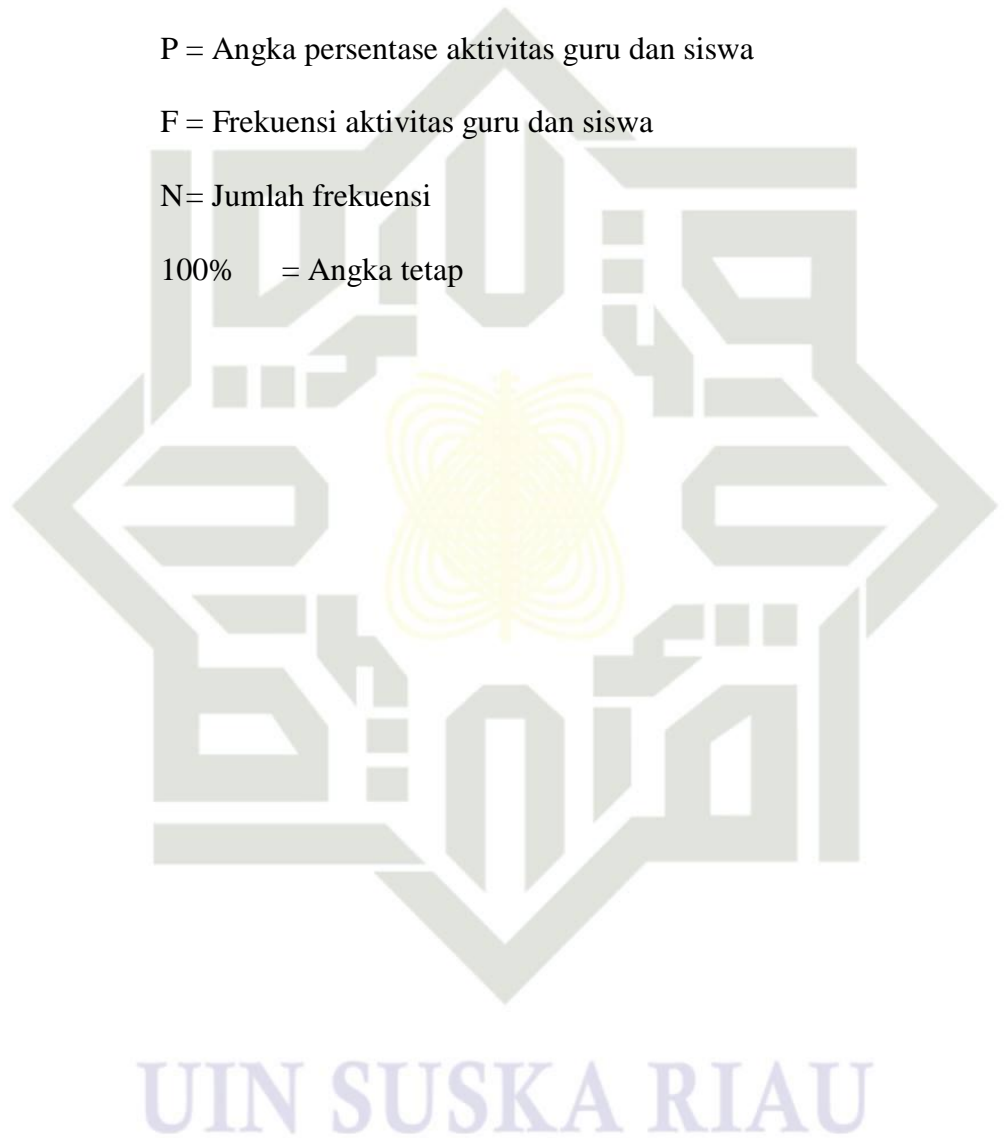 P = Angka persentase aktivitas guru dan siswa
F = Frekuensi aktivitas guru dan siswa
N= Jumlah frekuensi
100% = Angka tetap
UIN SUSKA RIAU